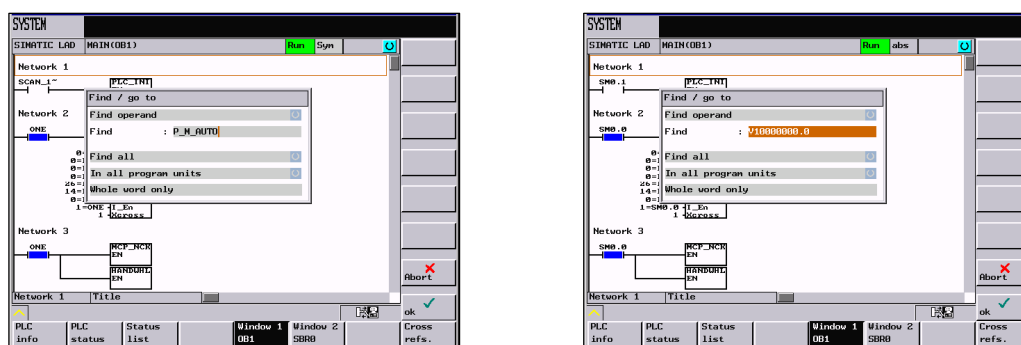 SYSTEM
SIMATIC LAD MAIN(OB1) Run Sym
Network 1
SCAN_1~ PLC_INI
Find / go to
Network 2 Find operand
ONE Find : P_M_AUTO
Find all
In all program units
Whole word only
1=ONE I_En
1 Xcross
Network 3
ONE MCP_NCK
EN
HANDWHL
EN
Abort
Network 1 Title
ok
PLC info PLC status Status list Window 1 OB1 Window 2 SBR0 Cross refs.
SYSTEM
SIMATIC LAD MAIN(OB1) Run abs
Network 1
SM0.1 PLC_INI
Find / go to
Network 2 Find operand
SM0.0 Find : V10000000.0
Find all
In all program units
Whole word only
1=SM0.0 I_En
1 Xcross
Network 3
SM0.0 MCP_NCK
EN
HANDWHL
EN
Abort
Network 1 Title
ok
PLC info PLC status Status list Window 1 OB1 Window 2 SBR0 Cross refs.